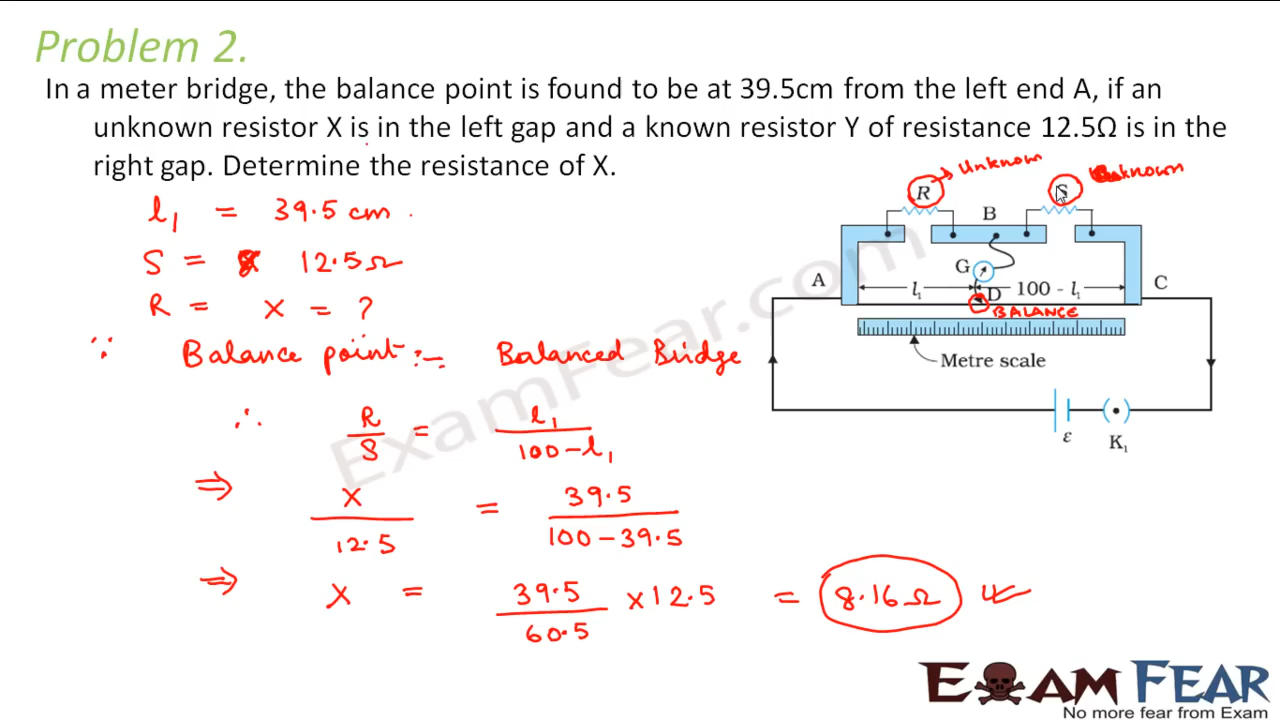 Problem 2.
In a meter bridge, the balance point is found to be at 39.5cm from the left end A, if an
unknown resistor X is in the left gap and a known resistor Y of resistance 12.5Ω is in the
right gap. Determine the resistance of X.
l₁ = 39.5 cm
S = 12.5Ω
R = X = ?
∵ Balance point :- Balanced Bridge
∴ R/S = l₁/(100-l₁)
⇒ X/12.5 = 39.5/(100-39.5)
⇒ X = 39.5/60.5 x 12.5 = 8.16Ω
R → Unknown
S known
B
G
A
l₁
D
100 - l₁
C
BALANCE
Metre scale
ε
K₁
ExamFear.com
EXAM FEAR
No more fear from Exam